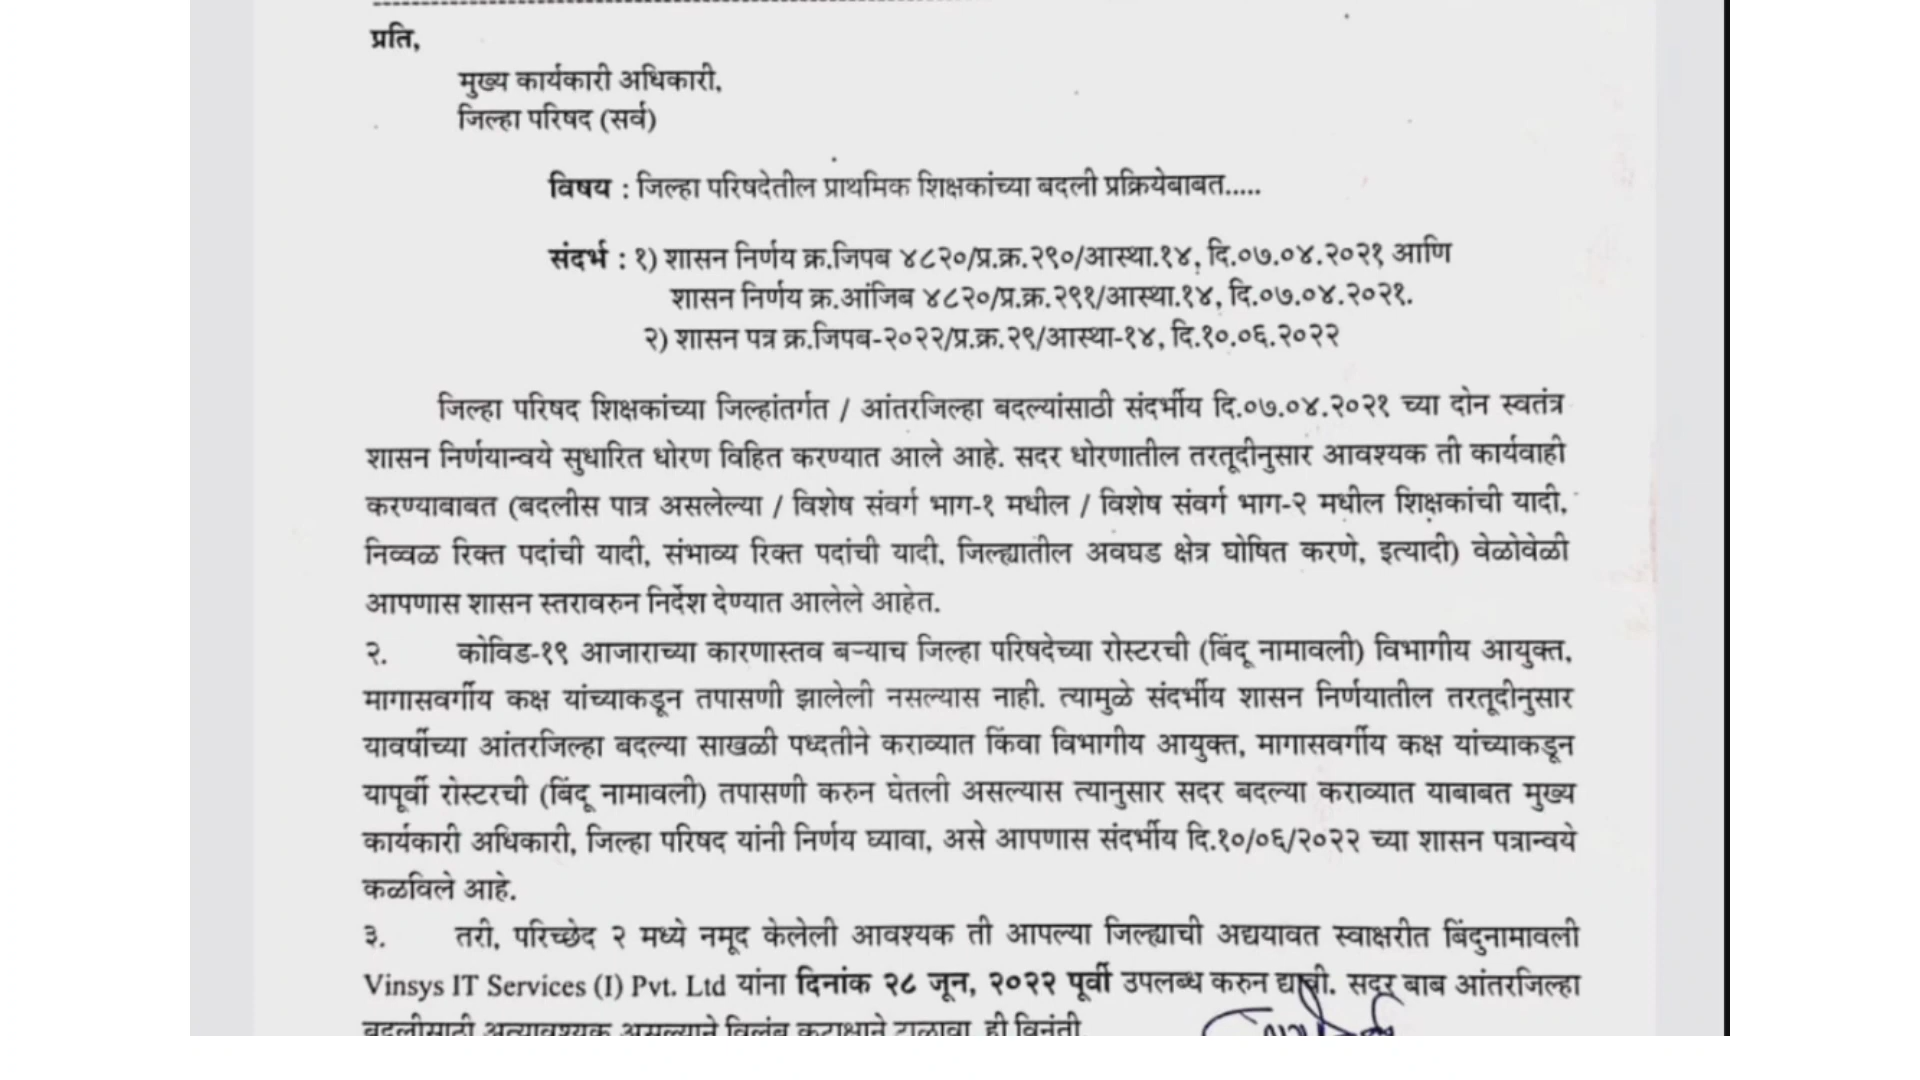 प्रति,
मुख्य कार्यकारी अधिकारी,
जिल्हा परिषद (सर्व)
विषय : जिल्हा परिषदेतील प्राथमिक शिक्षकांच्या बदली प्रक्रियेबाबत.....
संदर्भ : १) शासन निर्णय क्र.जिपब ४८२०/प्र.क्र.२९०/आस्था.१४, दि.०७.०४.२०२१ आणि
शासन निर्णय क्र.आंजिब ४८२०/प्र.क्र.२९१/आस्था.१४, दि.०७.०४.२०२१.
२) शासन पत्र क्र.जिपब-२०२२/प्र.क्र.२९/आस्था-१४, दि.१०.०६.२०२२
जिल्हा परिषद शिक्षकांच्या जिल्हांतर्गत / आंतरजिल्हा बदल्यांसाठी संदर्भीय दि.०७.०४.२०२१ च्या दोन स्वतंत्र
शासन निर्णयान्वये सुधारित धोरण विहित करण्यात आले आहे. सदर धोरणातील तरतूदीनुसार आवश्यक ती कार्यवाही
करण्याबाबत (बदलीस पात्र असलेल्या / विशेष संवर्ग भाग-१ मधील / विशेष संवर्ग भाग-२ मधील शिक्षकांची यादी,
निव्वळ रिक्त पदांची यादी, संभाव्य रिक्त पदांची यादी, जिल्ह्यातील अवघड क्षेत्र घोषित करणे, इत्यादी) वेळोवेळी
आपणास शासन स्तरावरुन निर्देश देण्यात आलेले आहेत.
२. कोविड-१९ आजाराच्या कारणास्तव बऱ्याच जिल्हा परिषदेच्या रोस्टरची (बिंदू नामावली) विभागीय आयुक्त,
मागासवर्गीय कक्ष यांच्याकडून तपासणी झालेली नसल्यास नाही. त्यामुळे संदर्भीय शासन निर्णयातील तरतूदीनुसार
यावर्षीच्या आंतरजिल्हा बदल्या साखळी पध्दतीने कराव्यात किंवा विभागीय आयुक्त, मागासवर्गीय कक्ष यांच्याकडून
यापूर्वी रोस्टरची (बिंदू नामावली) तपासणी करुन घेतली असल्यास त्यानुसार सदर बदल्या कराव्यात याबाबत मुख्य
कार्यकारी अधिकारी, जिल्हा परिषद यांनी निर्णय घ्यावा, असे आपणास संदर्भीय दि.१०/०६/२०२२ च्या शासन पत्रान्वये
कळविले आहे.
३. तरी, परिच्छेद २ मध्ये नमूद केलेली आवश्यक ती आपल्या जिल्ह्याची अद्ययावत स्वाक्षरीत बिंदुनामावली
Vinsys IT Services (I) Pvt. Ltd यांना दिनांक २८ जून, २०२२ पूर्वी उपलब्ध करुन द्यावी. सदर बाब आंतरजिल्हा
बदलीसाठी अत्यावश्यक असल्याने विलंब कटाक्षाने टाळावा, ही विनंती